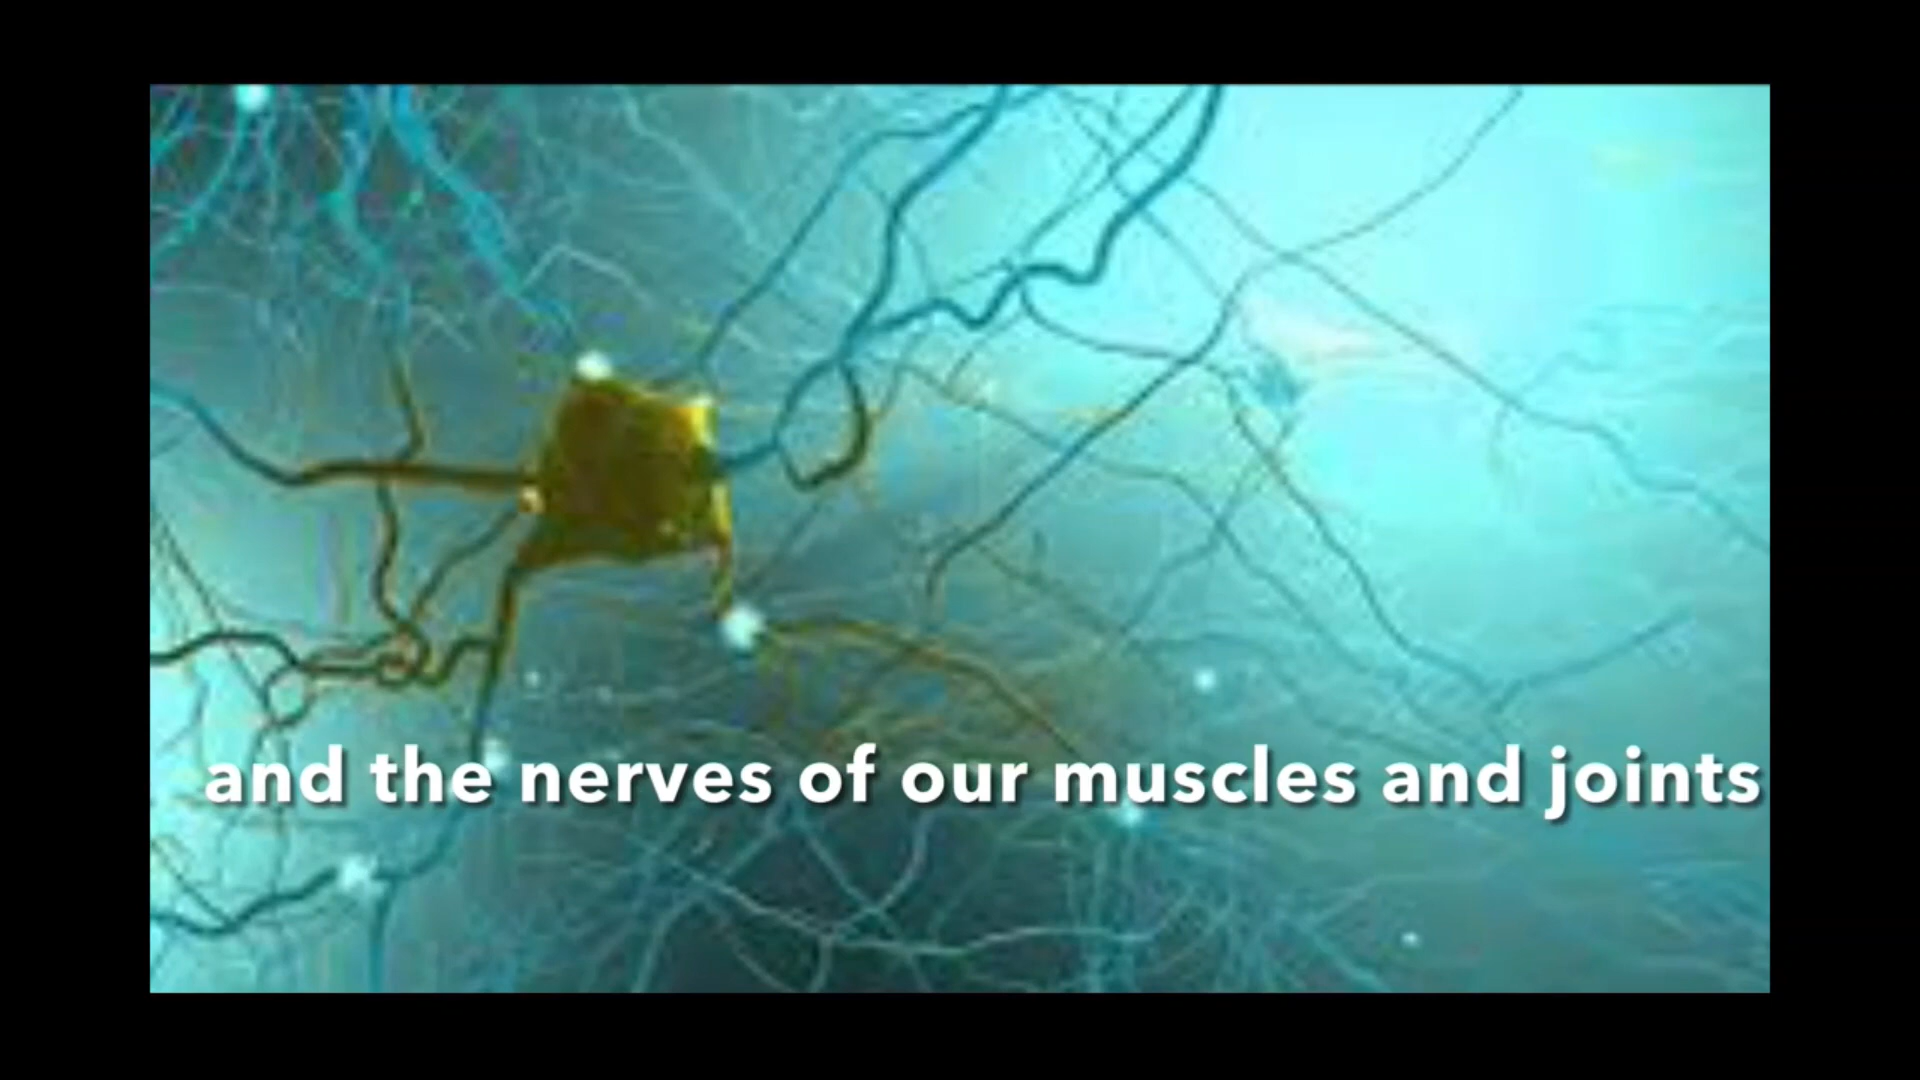 and the nerves of our muscles and joints